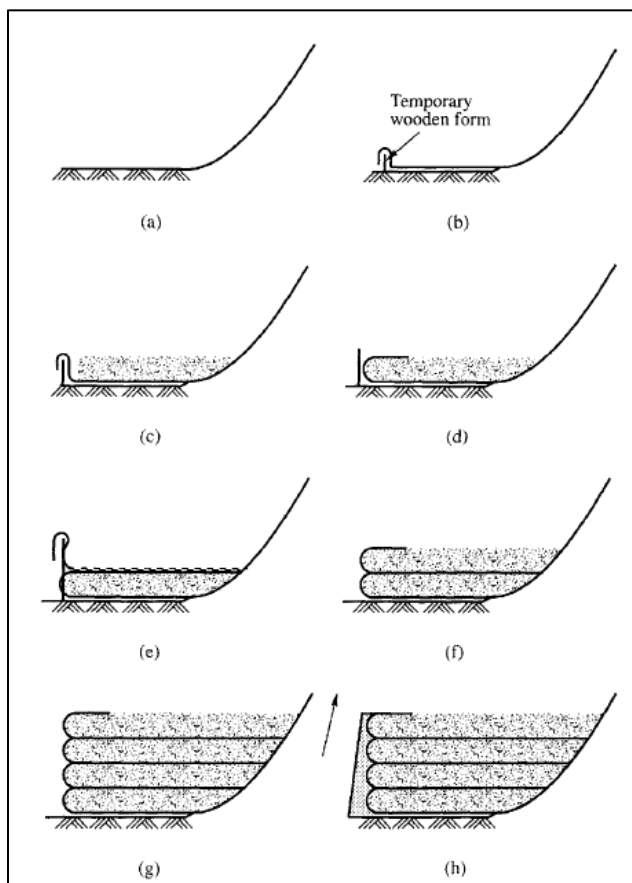 (a)
Temporary
wooden form
(b)
(c)
(d)
(e)
(f)
(g)
(h)